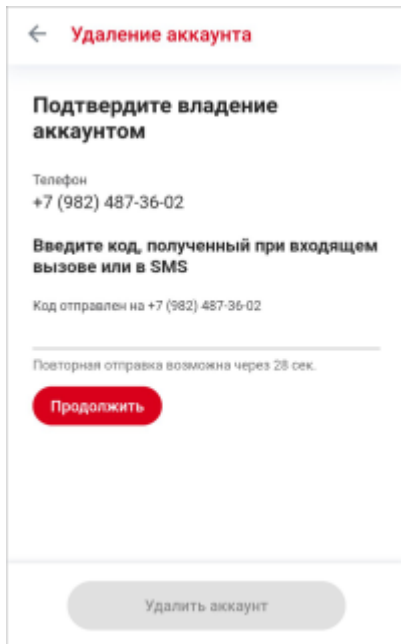 Удаление аккаунта
Подтвердите владение
аккаунтом
Телефон
+7 (982) 487-36-02
Введите код, полученный при входящем
вызове или в SMS
Код отправлен на +7 (982) 487-36-02
Повторная отправка возможна через 28 сек.
Продолжить
Удалить аккаунт